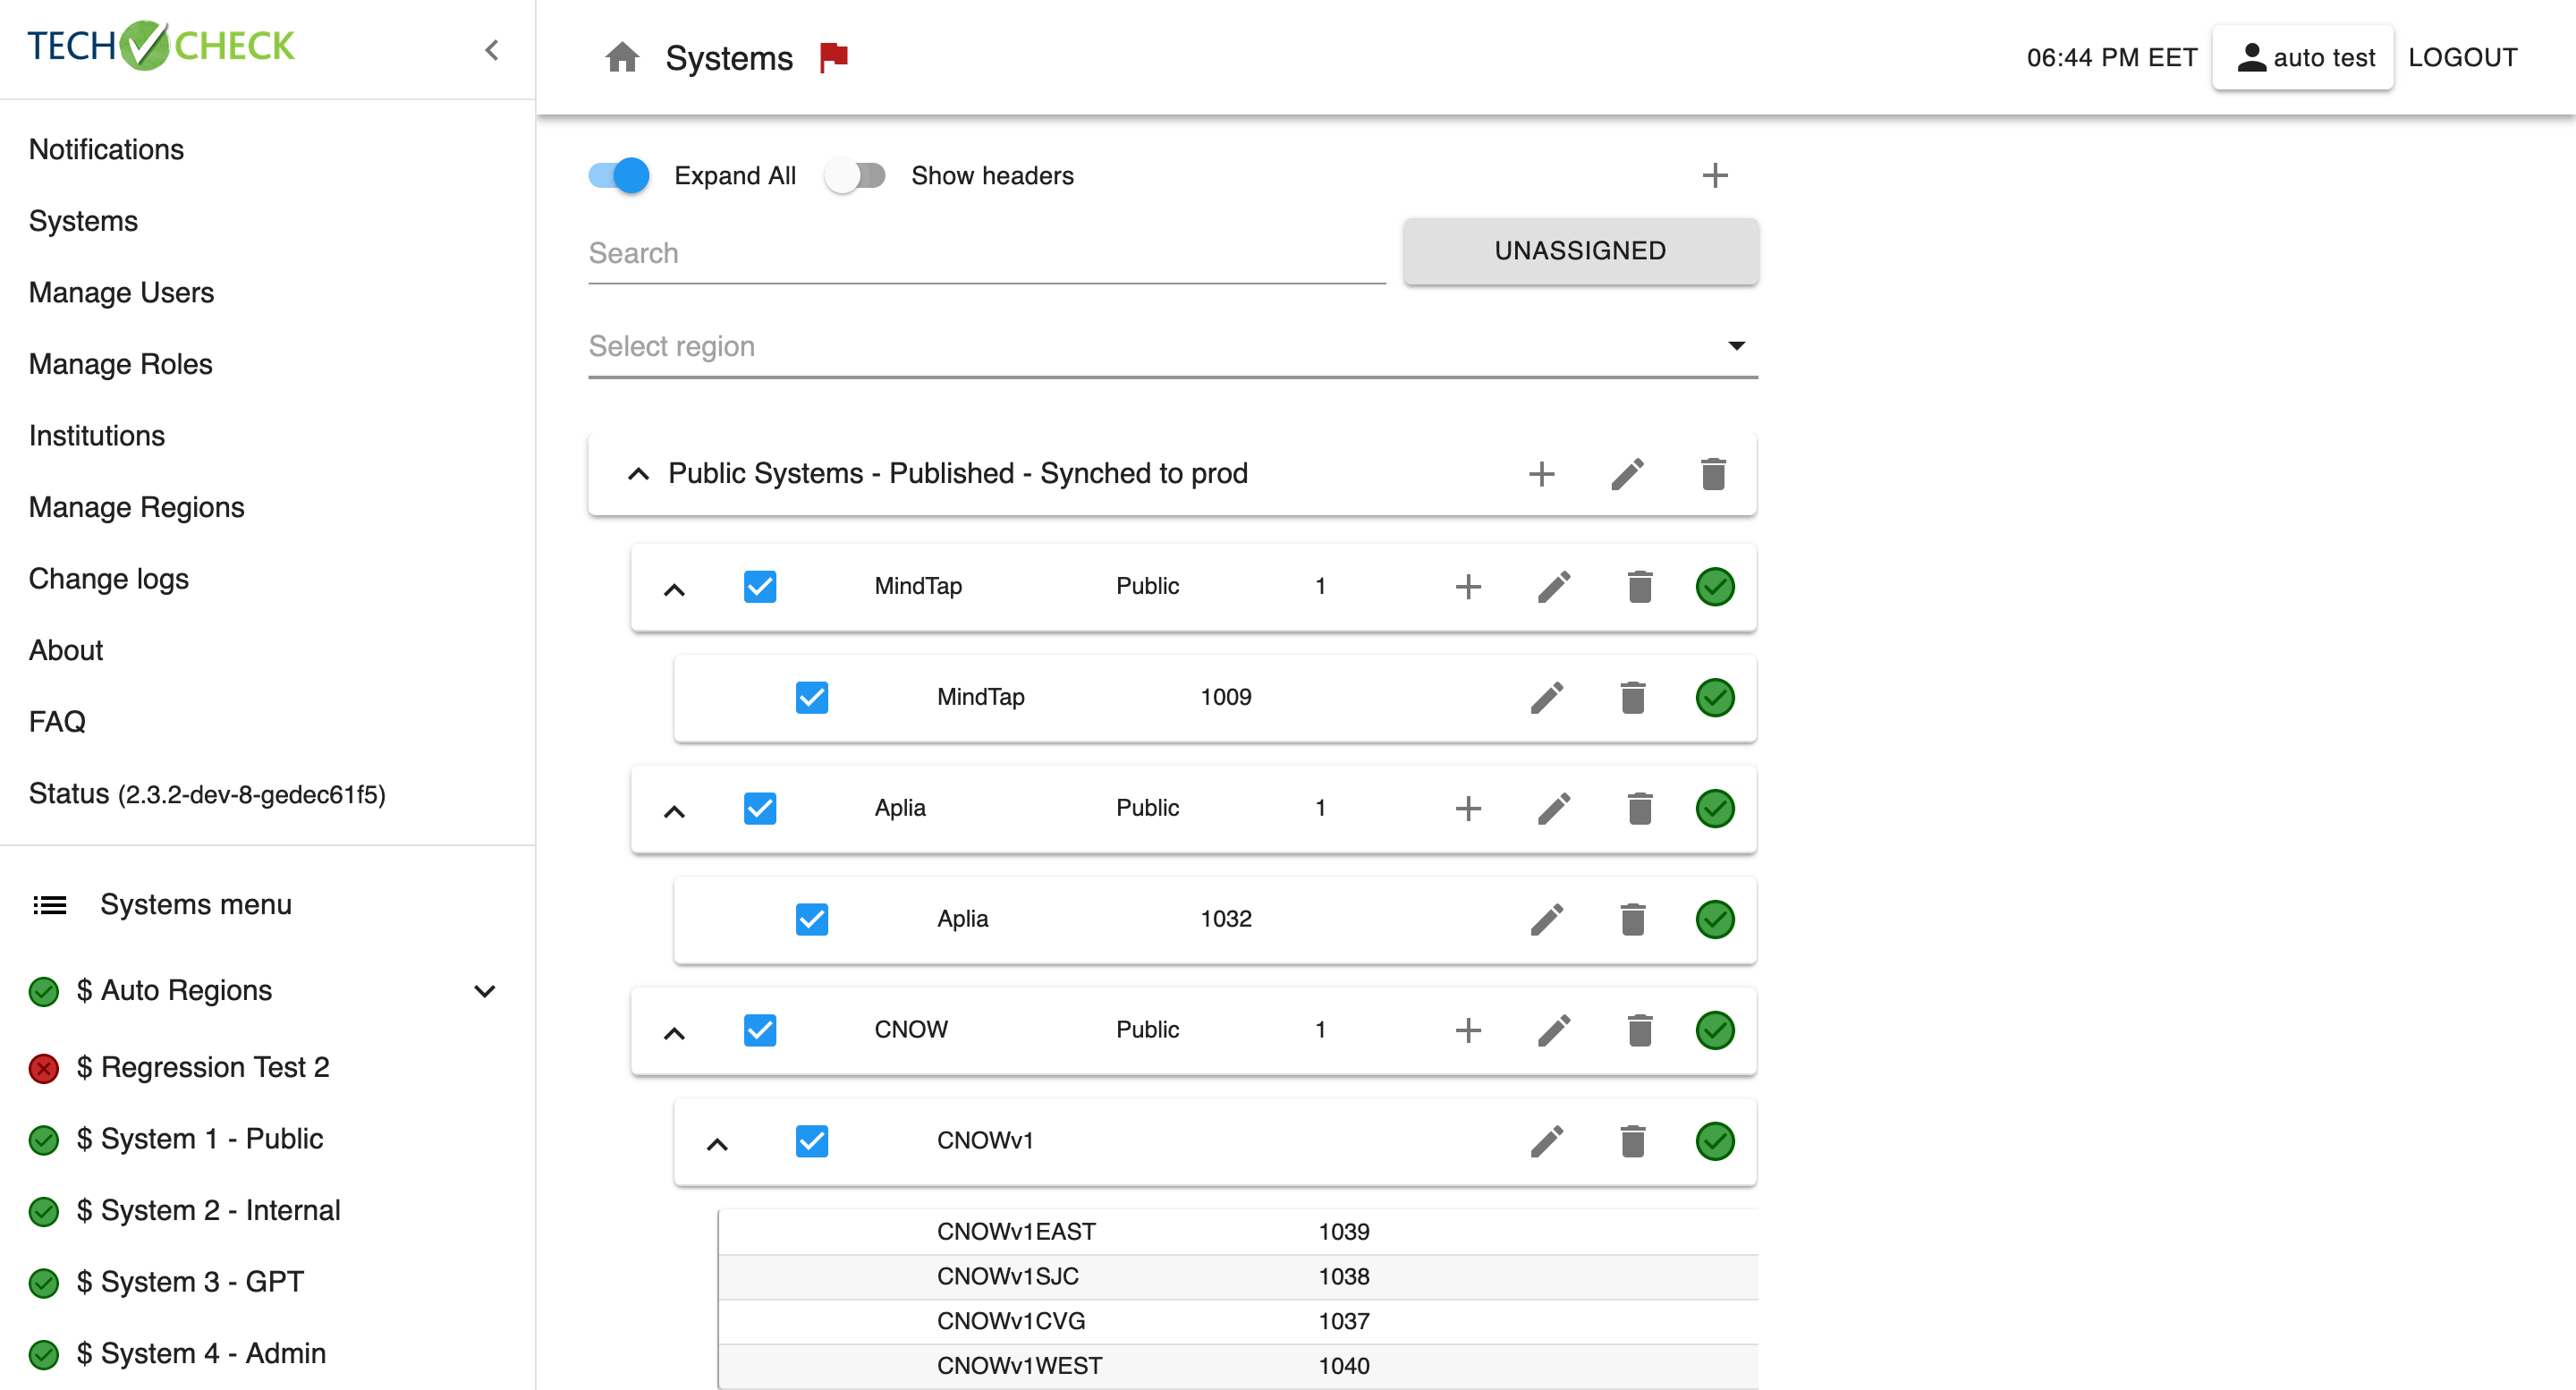 TECH CHECK
Notifications
Systems
Manage Users
Manage Roles
Institutions
Manage Regions
Change logs
About
FAQ
Status (2.3.2-dev-8-gedec61f5)
Systems menu
$ Auto Regions
$ Regression Test 2
$ System 1 - Public
$ System 2 - Internal
$ System 3 - GPT
$ System 4 - Admin
Systems
06:44 PM EET
auto test
LOGOUT
Expand All
Show headers
Search
UNASSIGNED
Select region
Public Systems - Published - Synched to prod
MindTap Public 1
MindTap 1009
Aplia Public 1
Aplia 1032
CNOW Public 1
CNOWv1
CNOWv1EAST 1039
CNOWv1SJC 1038
CNOWv1CVG 1037
CNOWv1WEST 1040